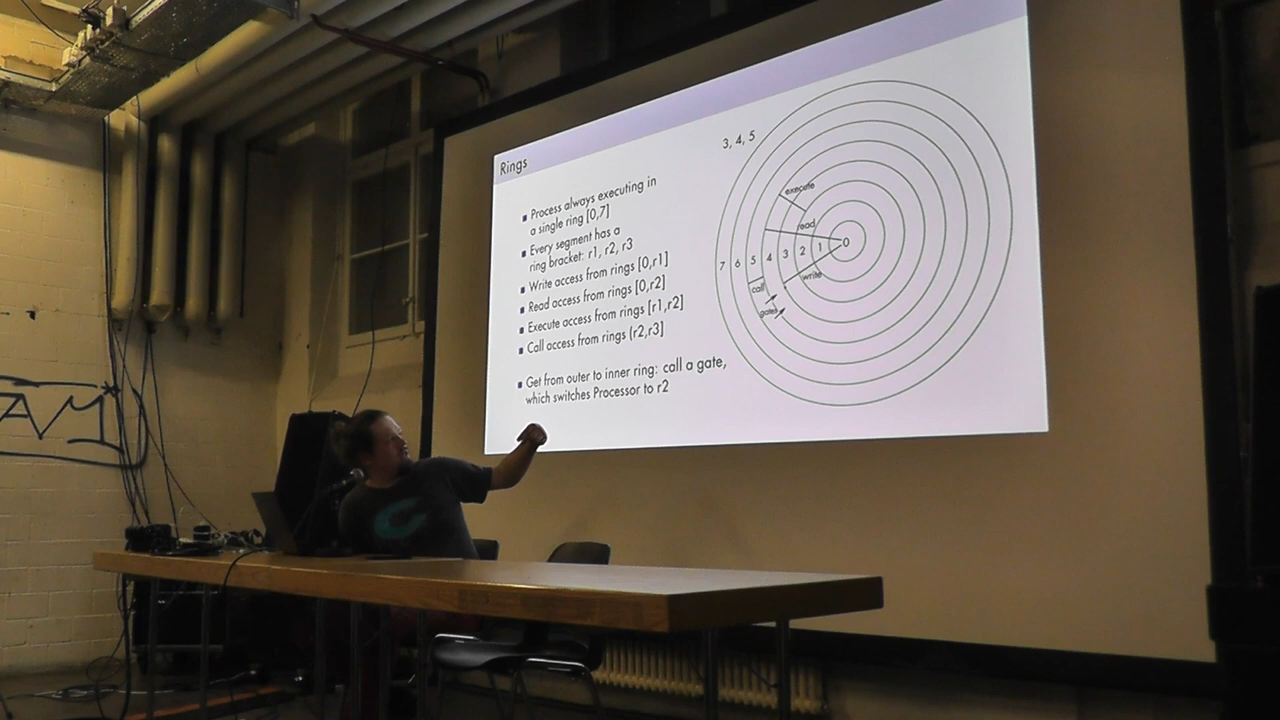 Rings
Process always executing in
a single ring [0,7]
Every segment has a
ring bracket: r1, r2, r3
Write access from rings [0,r1]
Read access from rings [0,r2]
Execute access from rings [r1,r2]
Call access from rings (r2,r3]
Get from outer to inner ring: call a gate,
which switches Processor to r2
3, 4, 5
execute
read
7 6 5 4 3 2 1 0
write
call
gates